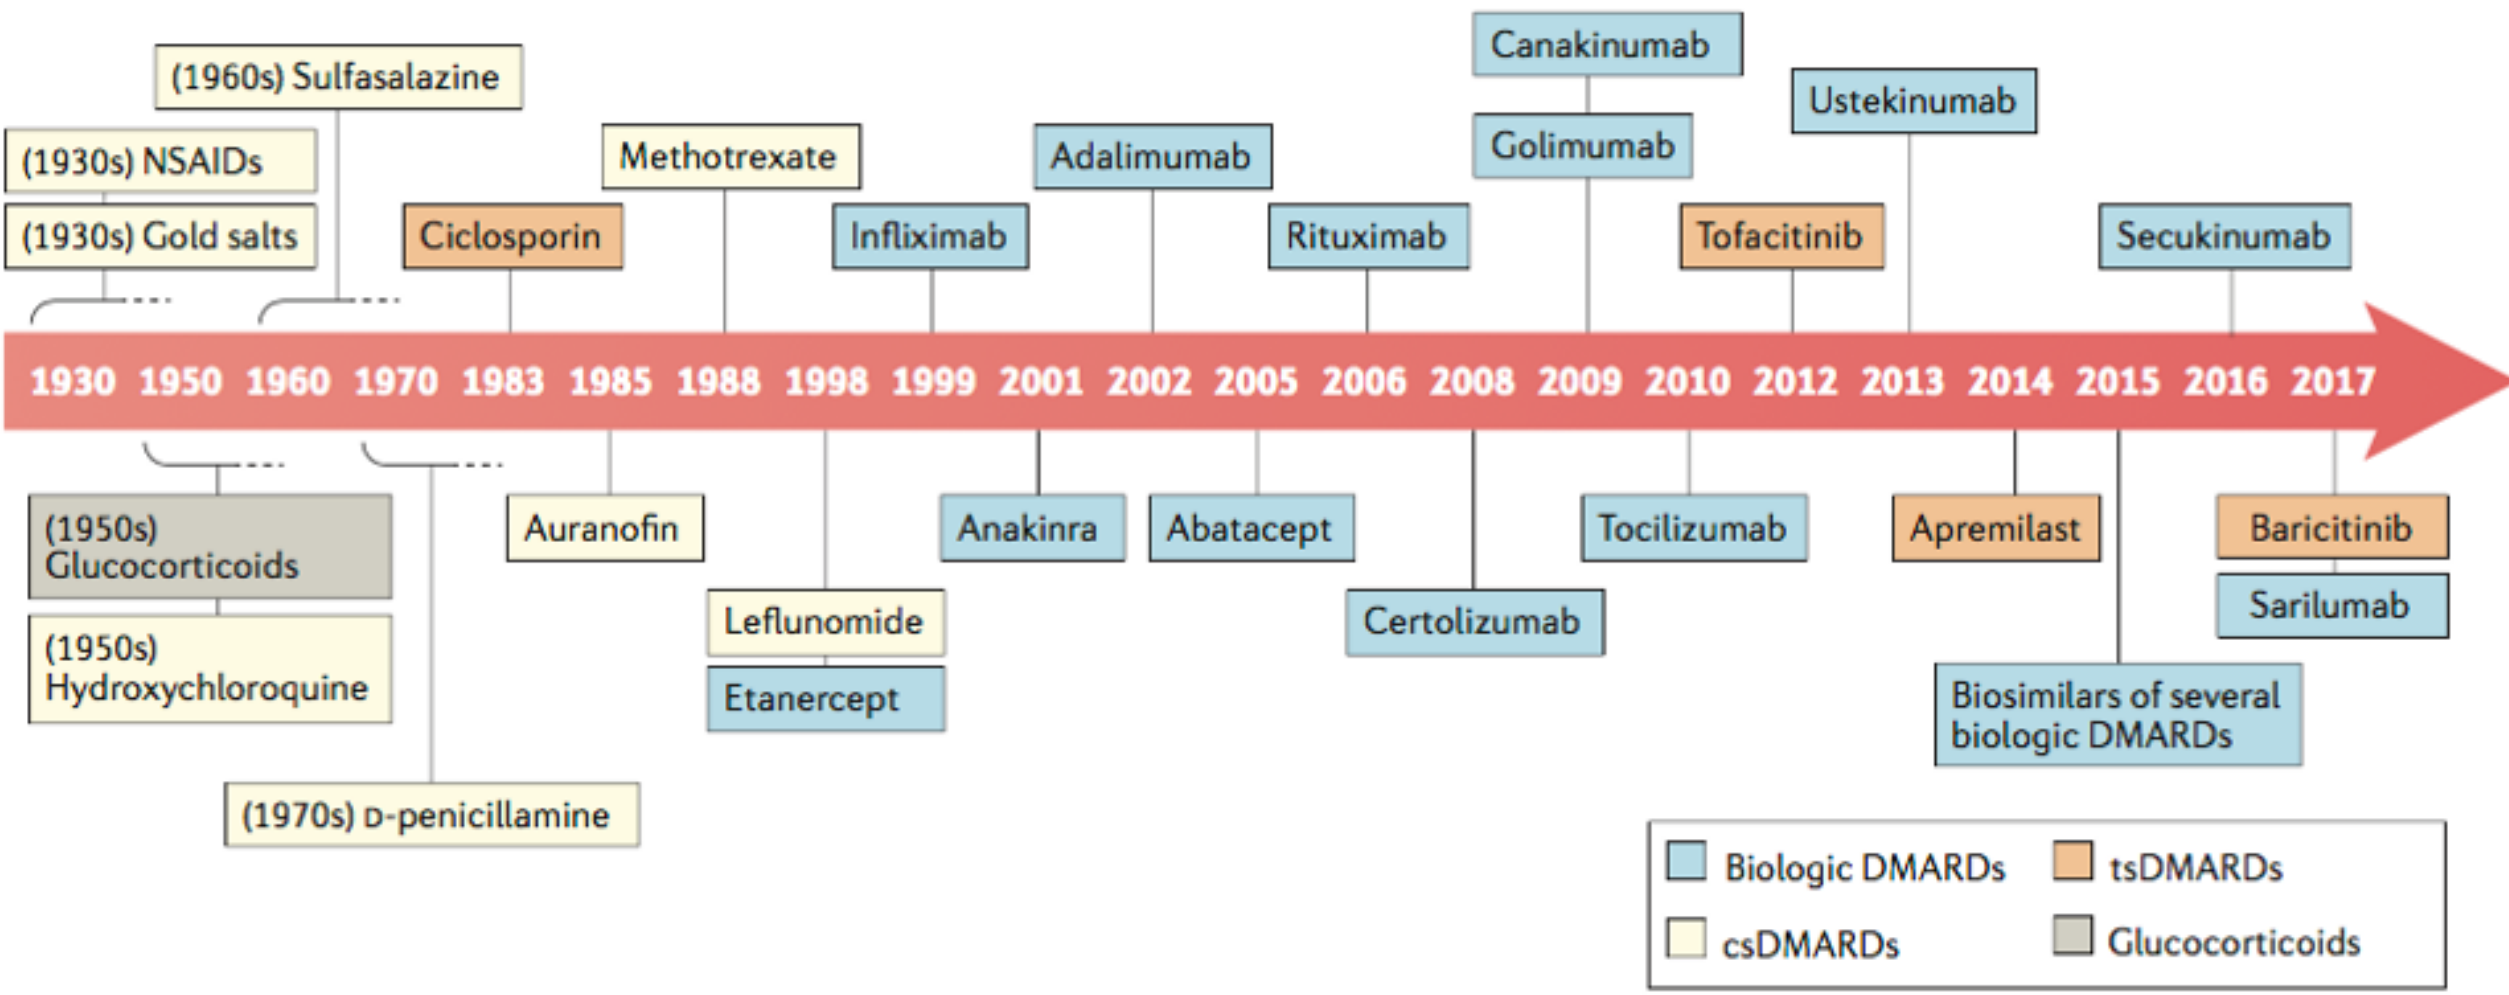 Canakinumab
(1960s) Sulfasalazine
Ustekinumab
(1930s) NSAIDs
Methotrexate
Adalimumab
Golimumab
(1930s) Gold salts
Ciclosporin
Infliximab
Rituximab
Tofacitinib
Secukinumab
1930 1950 1960 1970 1983 1985 1988 1998 1999 2001 2002 2005 2006 2008 2009 2010 2012 2013 2014 2015 2016 2017
(1950s)
Glucocorticoids
Auranofin
Anakinra
Abatacept
Tocilizumab
Apremilast
Baricitinib
(1950s)
Hydroxychloroquine
Leflunomide
Certolizumab
Sarilumab
Etanercept
Biosimilars of several
biologic DMARDs
(1970s) D-penicillamine
Biologic DMARDs
tsDMARDs
csDMARDs
Glucocorticoids